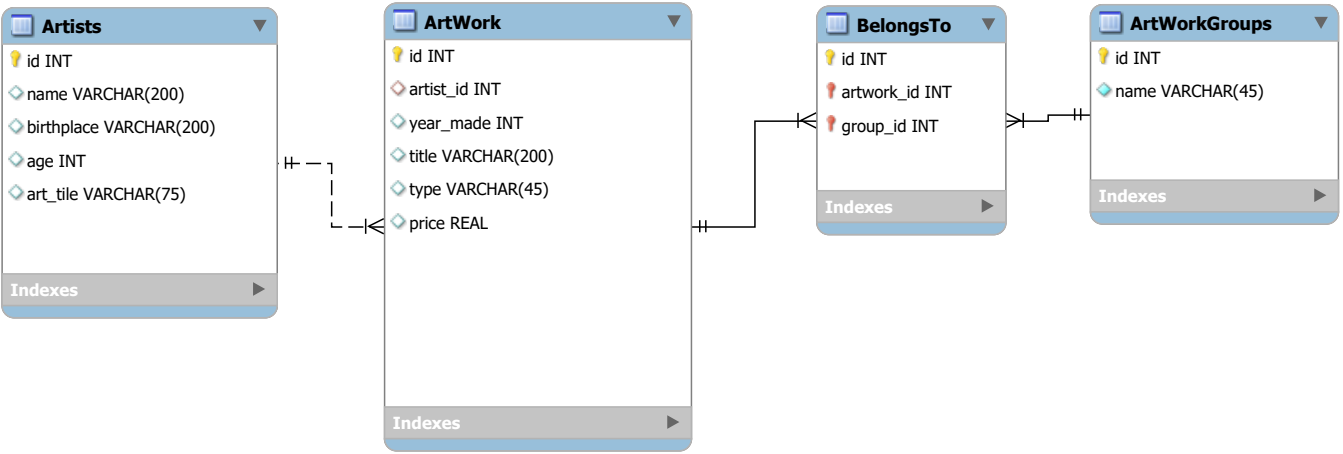 Artists
id INT
name VARCHAR(200)
birthplace VARCHAR(200)
age INT
art_tile VARCHAR(75)
Indexes
ArtWork
id INT
artist_id INT
year_made INT
title VARCHAR(200)
type VARCHAR(45)
price REAL
Indexes
BelongsTo
id INT
artwork_id INT
group_id INT
Indexes
ArtWorkGroups
id INT
name VARCHAR(45)
Indexes